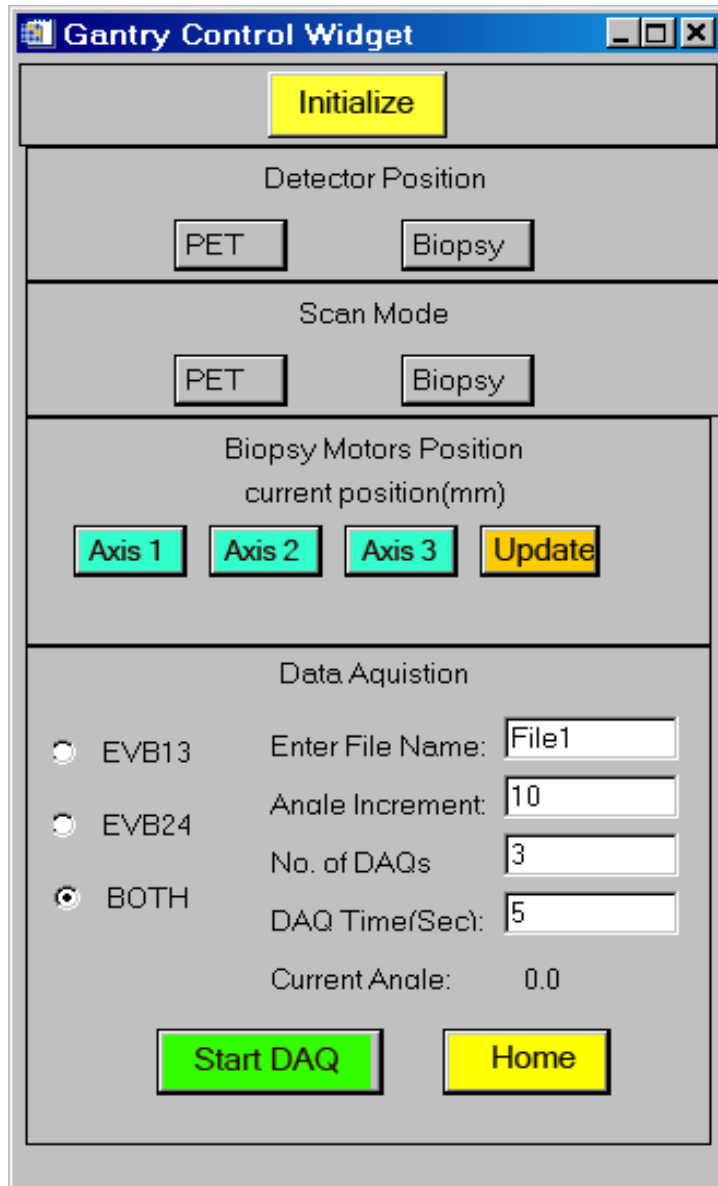 Gantry Control Widget
Initialize
Detector Position
PET Biopsy
Scan Mode
PET Biopsy
Biopsy Motors Position
current position(mm)
Axis 1 Axis 2 Axis 3 Update
Data Aquistion
EVB13
EVB24
BOTH
Enter File Name: File1
Angle Increment: 10
No. of DAQs 3
DAQ Time(Sec): 5
Current Angle: 0.0
Start DAQ Home